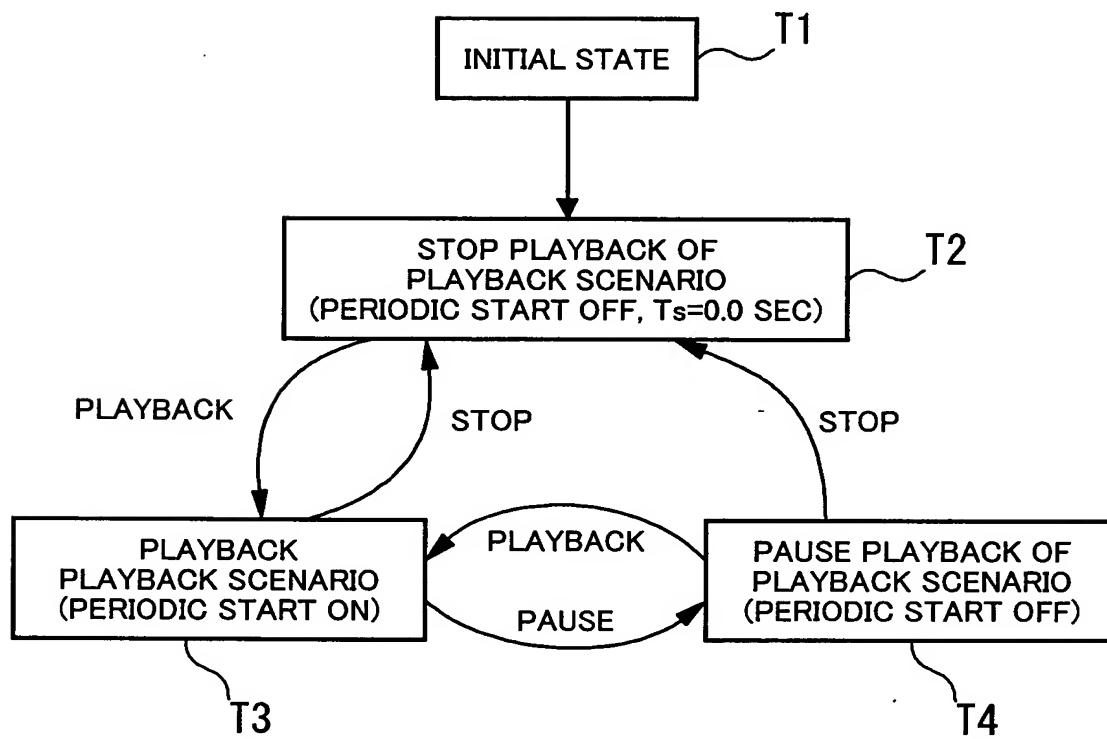 T1
INITIAL STATE
STOP PLAYBACK OF
PLAYBACK SCENARIO
(PERIODIC START OFF, Ts=0.0 SEC)
T2
PLAYBACK
STOP
STOP
PLAYBACK
PLAYBACK SCENARIO
(PERIODIC START ON)
PLAYBACK
PAUSE
PAUSE PLAYBACK OF
PLAYBACK SCENARIO
(PERIODIC START OFF)
T3
T4